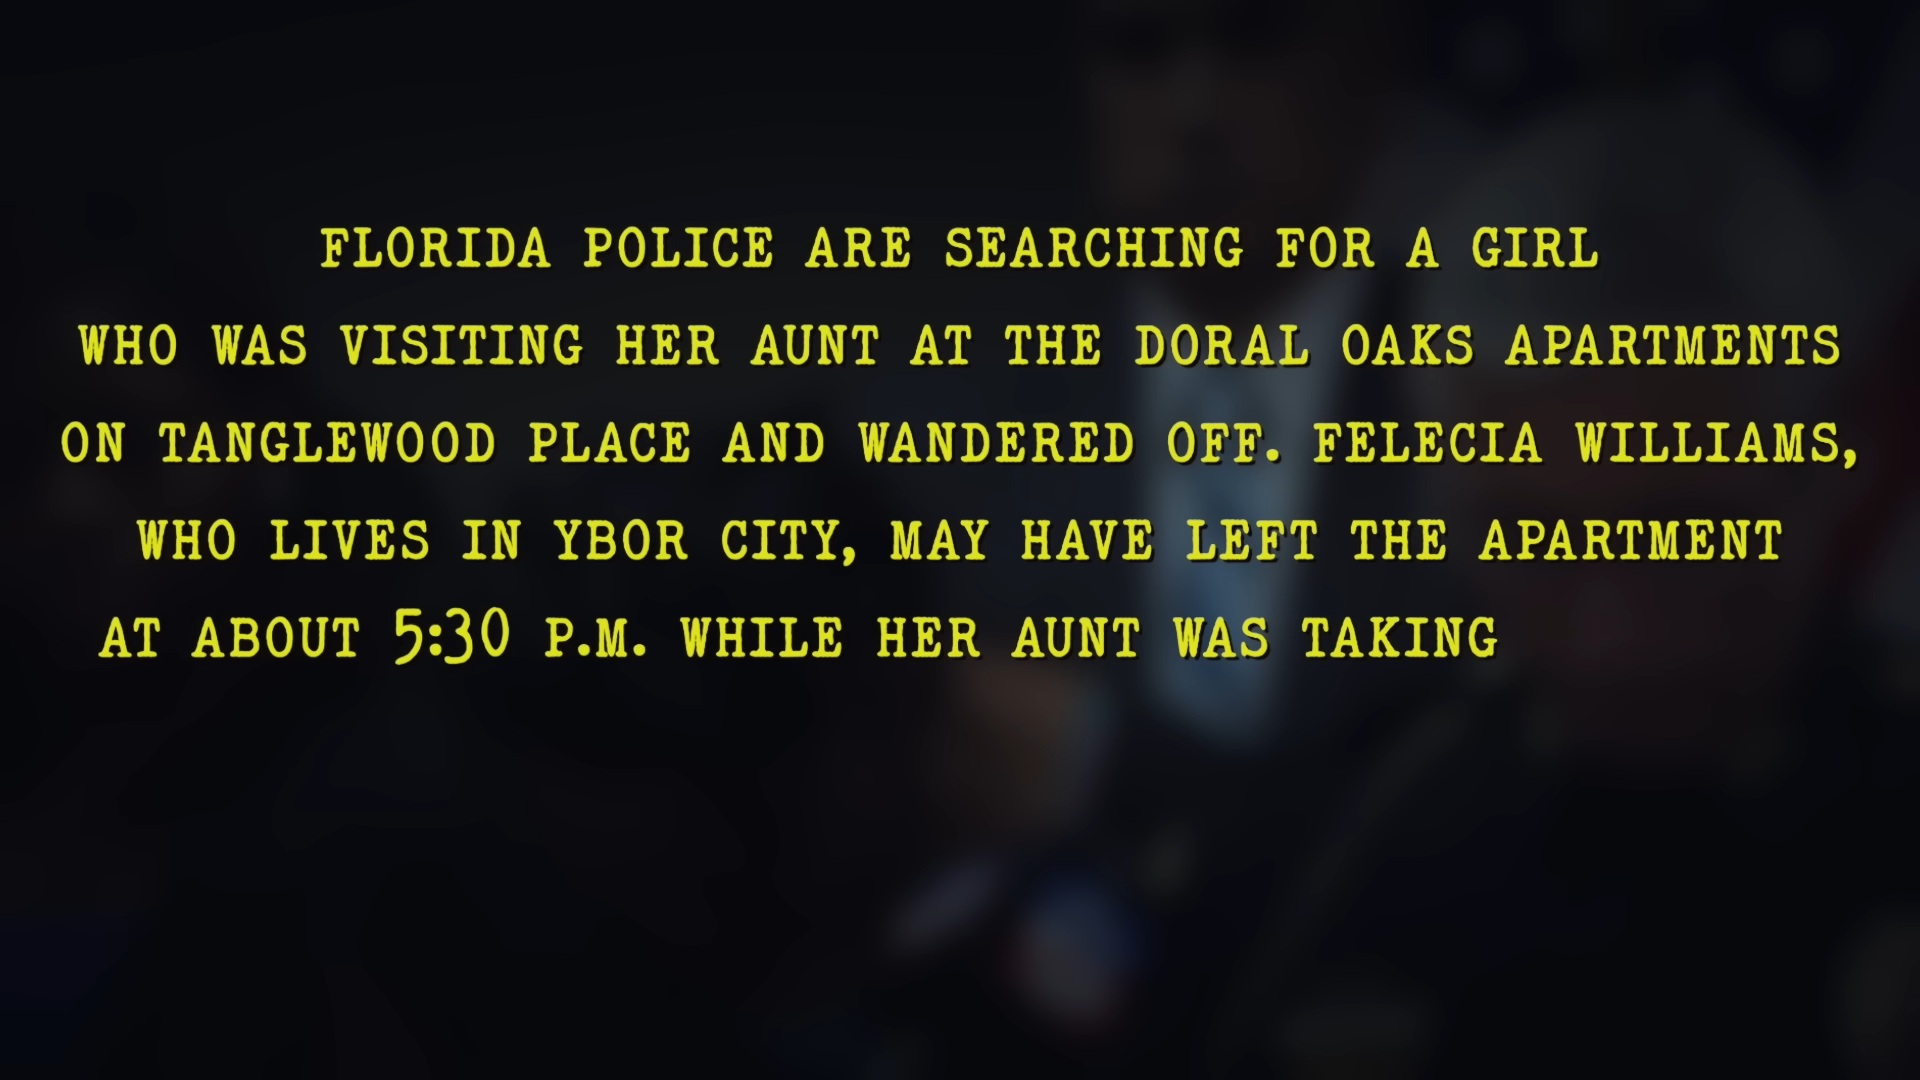 FLORIDA POLICE ARE SEARCHING FOR A GIRL
WHO WAS VISITING HER AUNT AT THE DORAL OAKS APARTMENTS
ON TANGLEWOOD PLACE AND WANDERED OFF. FELECIA WILLIAMS,
WHO LIVES IN YBOR CITY, MAY HAVE LEFT THE APARTMENT
AT ABOUT 5:30 P.M. WHILE HER AUNT WAS TAKING